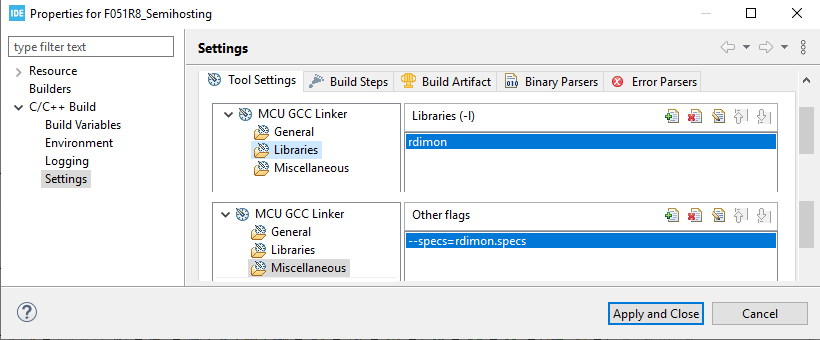 IDE Properties for F051R8_Semihosting
type filter text
Settings
Resource
Builders
C/C++ Build
Build Variables
Environment
Logging
Settings
Tool Settings
Build Steps
Build Artifact
Binary Parsers
Error Parsers
MCU GCC Linker
General
Libraries
Miscellaneous
Libraries (-l)
rdimon
MCU GCC Linker
General
Libraries
Miscellaneous
Other flags
--specs=rdimon.specs
?
Apply and Close
Cancel